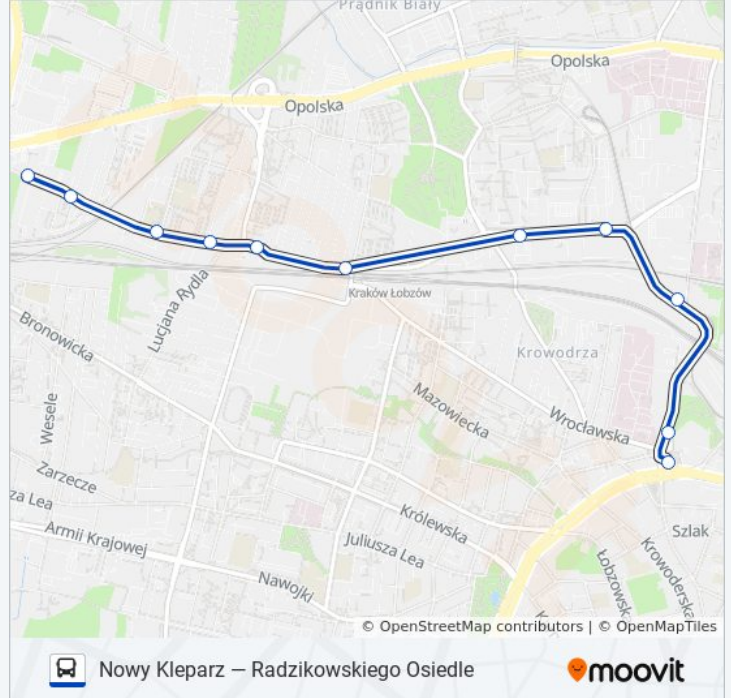 Prądnik Biały
Opolska
Opolska
Lucjana Rydla
Kraków Łobzów
Bronowicka
Krowodrza
Wesele
Mazowiecka
Wrocławska
Zarzecze
za Lea
Królewska
Armii Krajowej
Juliusza Lea
Szlak
Nawojki
Łobzowsk
Krowoderska
K
© OpenStreetMap contributors | © OpenMapTiles
Nowy Kleparz — Radzikowskiego Osiedle
moovit